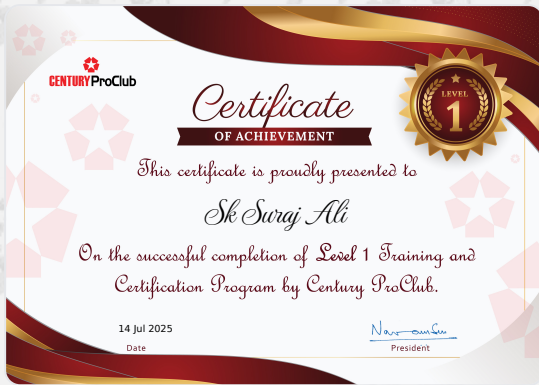 CENTURY ProClub
LEVEL
1
Certificate
OF ACHIEVEMENT
This certificate is proudly presented to
Sk Suraj Ali
On the successful completion of Level 1 Training and
Certification Program by Century ProClub.
14 Jul 2025
Date
President